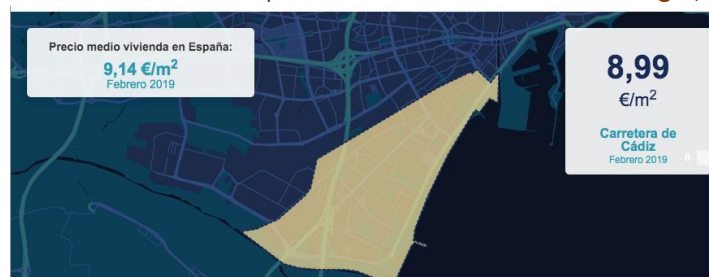 Precio medio vivienda en España:
9,14 €/m²
Febrero 2019
8,99
€/m²
Carretera de
Cádiz
Febrero 2019